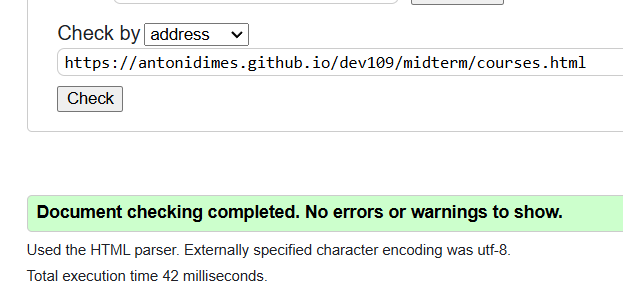 Check by address
https://antonidimes.github.io/dev109/midterm/courses.html
Check
Document checking completed. No errors or warnings to show.
Used the HTML parser. Externally specified character encoding was utf-8.
Total execution time 42 milliseconds.